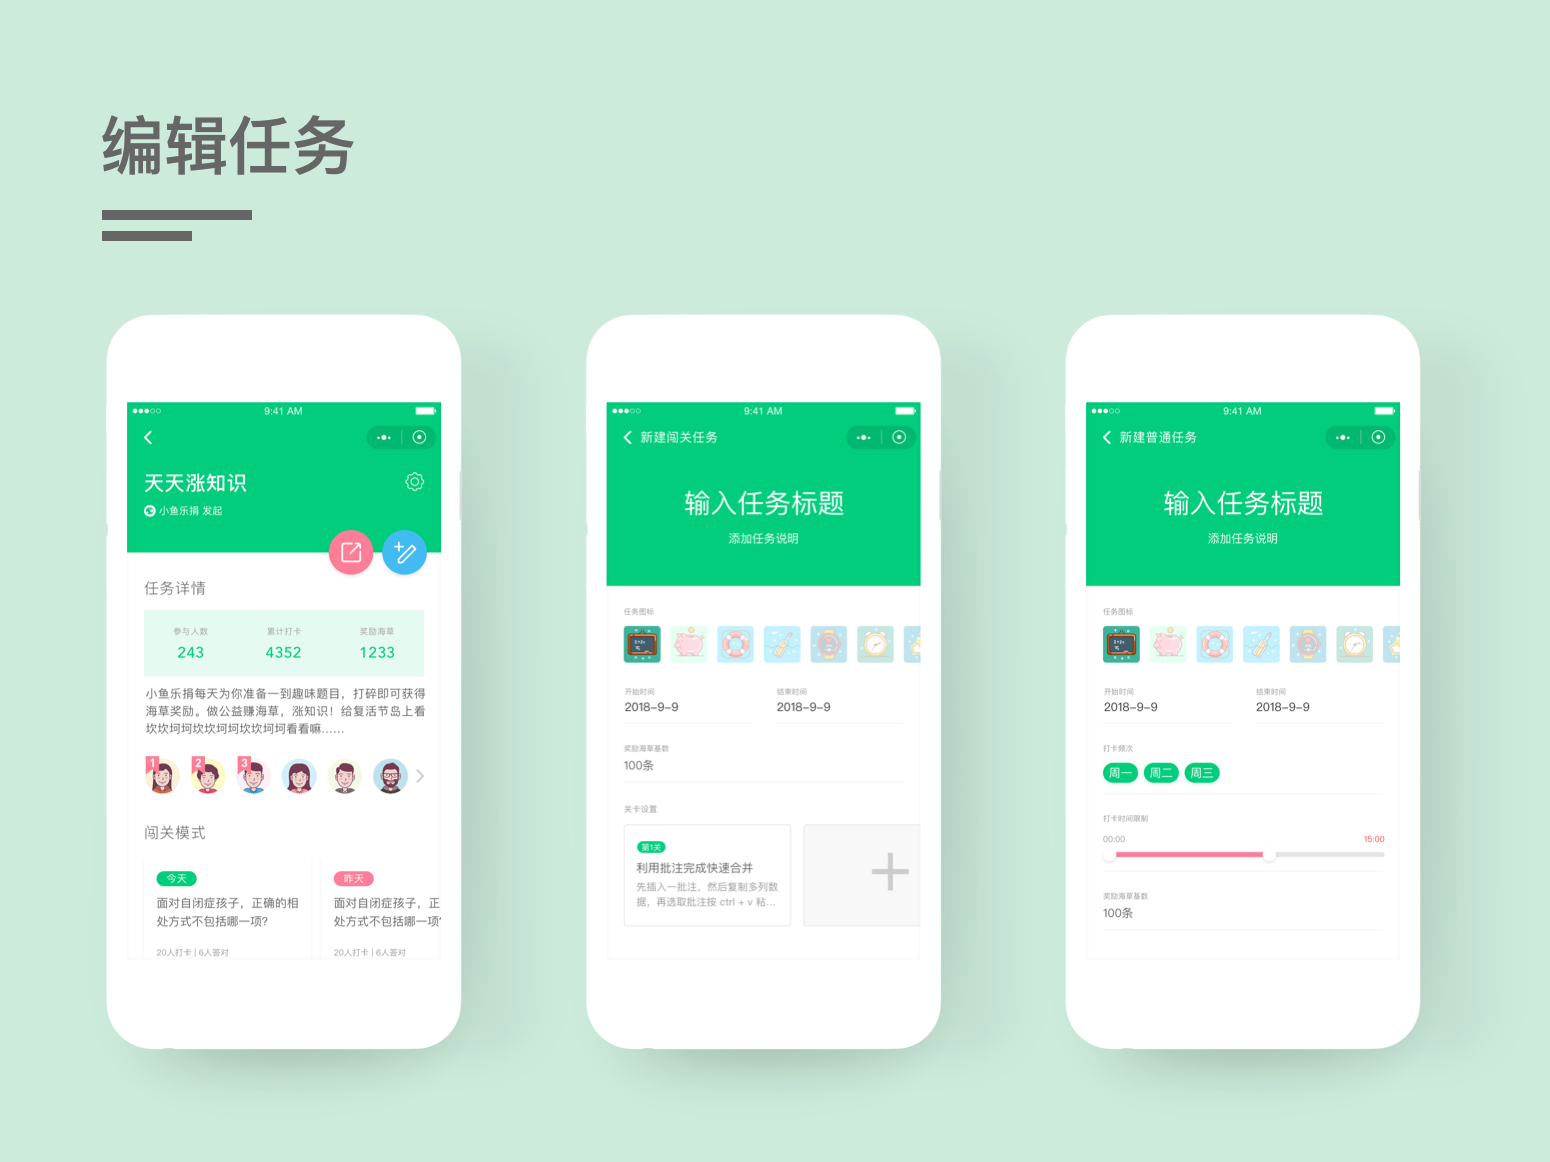 编辑任务
9:41 AM
天天涨知识
小鱼乐捐 发起
任务详情
参与人数 累计打卡 奖励海草
243 4352 1233
小鱼乐捐每天为你准备一到趣味题目，打碎即可获得
海草奖励。做公益赚海草，涨知识！给复活节岛上看
坎坎坷坷坎坎坷坷坎坎坷坷看看嘛……
1 2 3
闯关模式
今天 昨天
面对自闭症孩子，正确的相
处方式不包括哪一项?
20人打卡 | 6人答对
面对自闭症孩子，正
处方式不包括哪一项?
20人打卡 | 6人答对
9:41 AM
新建闯关任务
输入任务标题
添加任务说明
任务图标
开始时间 结束时间
2018-9-9 2018-9-9
奖励海草基数
100条
关卡设置
第1关
利用批注完成快速合并
先插入一批注，然后复制多列数
据，再选取批注按 ctrl + v 粘...
9:41 AM
新建普通任务
输入任务标题
添加任务说明
任务图标
开始时间 结束时间
2018-9-9 2018-9-9
打卡频次
周一 周二 周三
打卡时间限制
00:00 15:00
奖励海草基数
100条